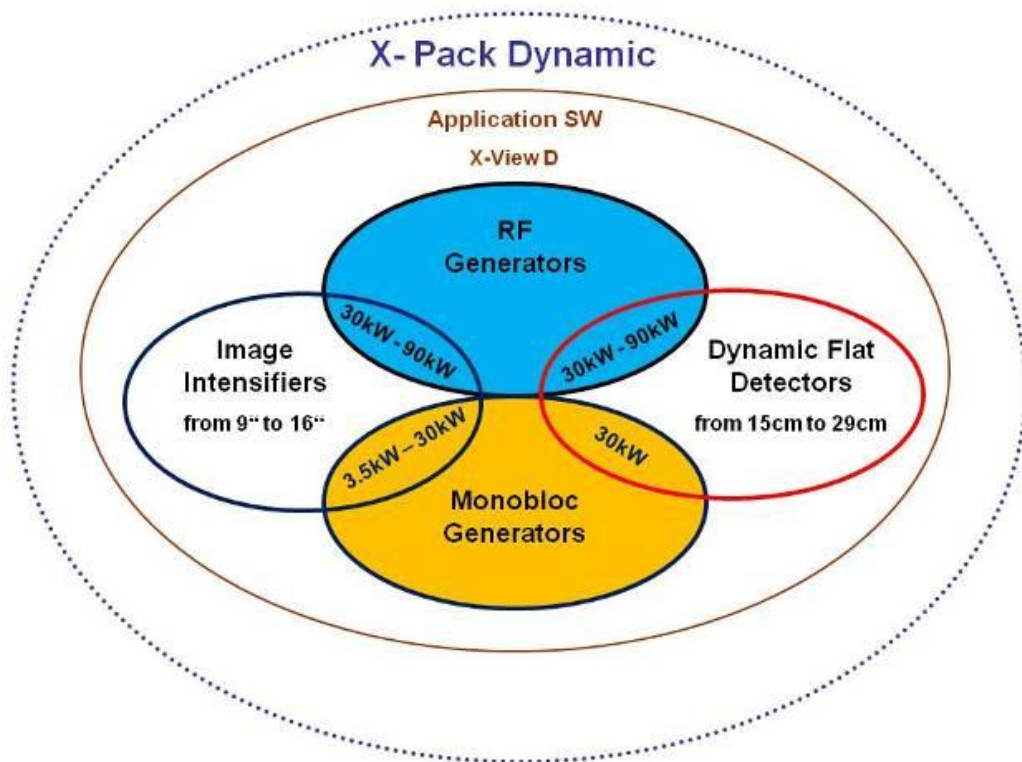 X- Pack Dynamic
Application SW
X-View D
RF
Generators
30kW-90kW
30kW-90kW
Image
Intensifiers
from 9“ to 16“
Dynamic Flat
Detectors
from 15cm to 29cm
3.5kW–30kW
30kW
Monobloc
Generators